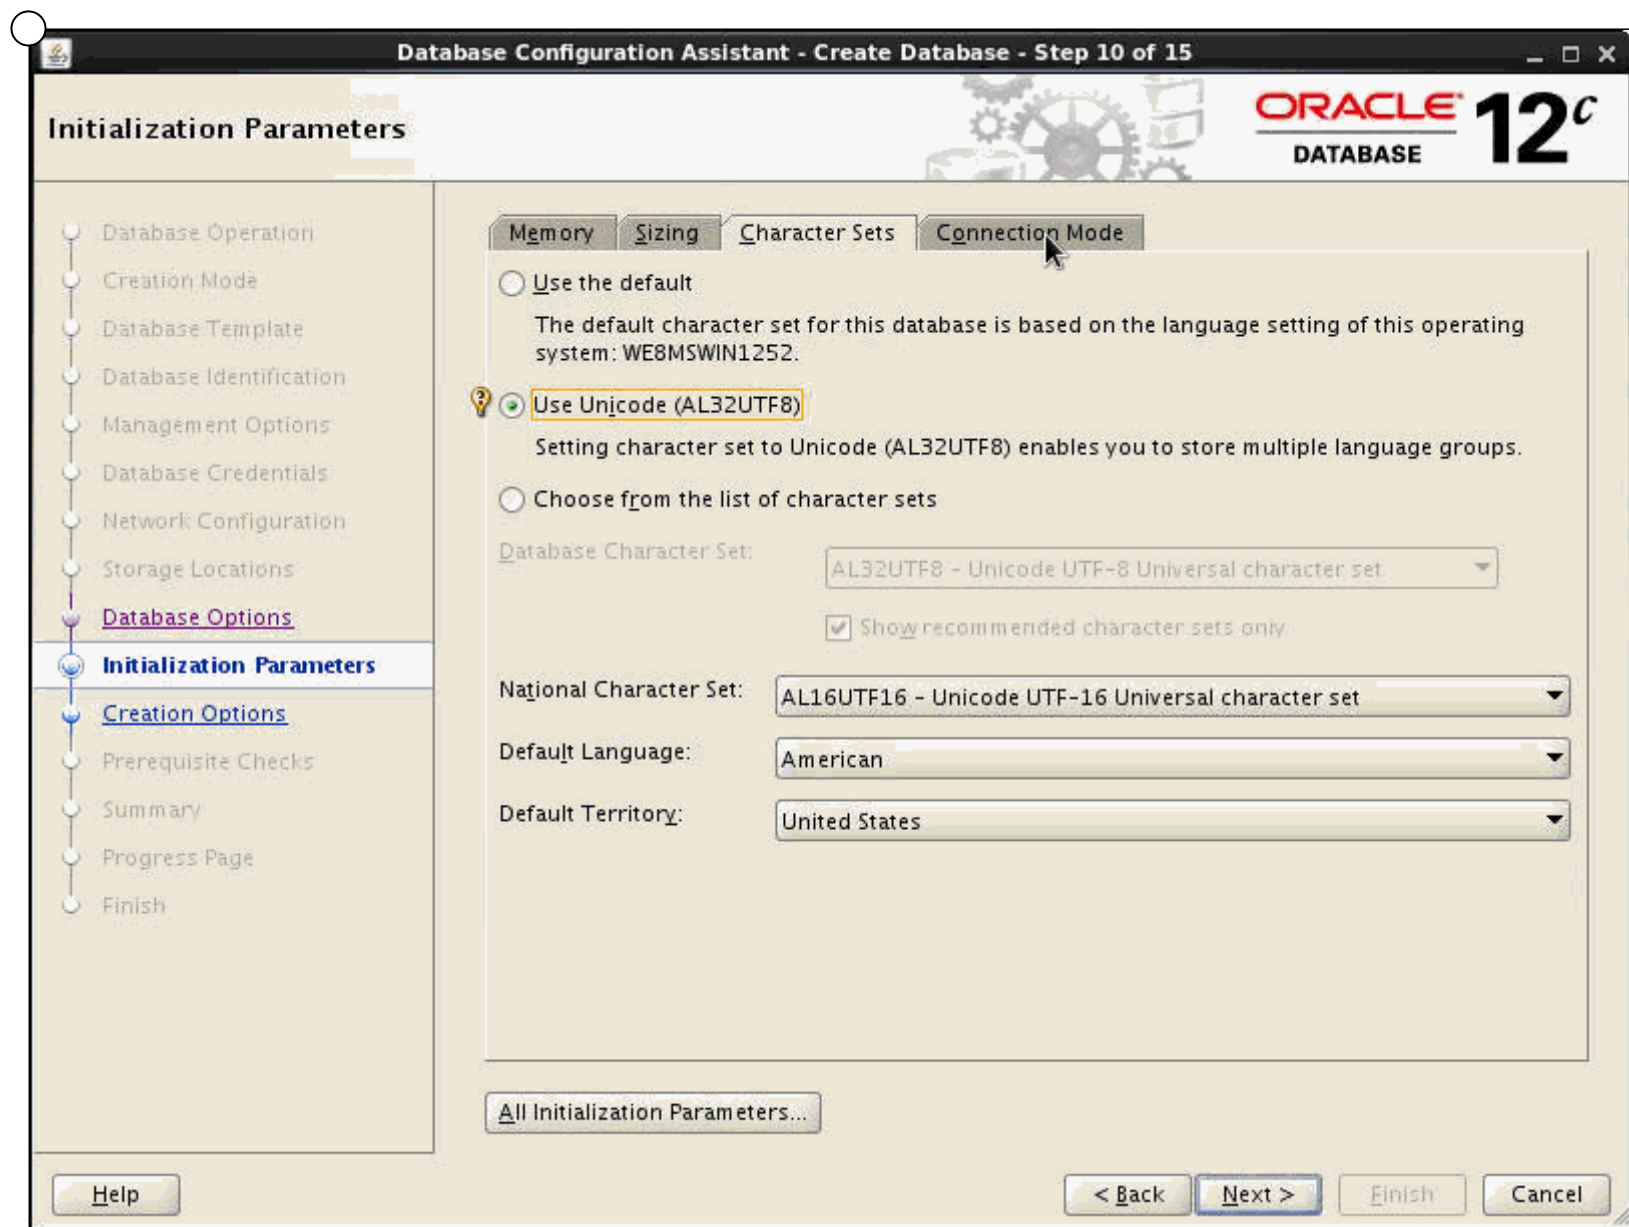 Database Configuration Assistant - Create Database - Step 10 of 15
Initialization Parameters
ORACLE DATABASE 12c
Database Operation
Creation Mode
Database Template
Database Identification
Management Options
Database Credentials
Network Configuration
Storage Locations
Database Options
Initialization Parameters
Creation Options
Prerequisite Checks
Summary
Progress Page
Finish
Memory Sizing Character Sets Connection Mode
Use the default
The default character set for this database is based on the language setting of this operating
system: WE8MSWIN1252.
Use Unicode (AL32UTF8)
Setting character set to Unicode (AL32UTF8) enables you to store multiple language groups.
Choose from the list of character sets
Database Character Set: AL32UTF8 - Unicode UTF-8 Universal character set
Show recommended character sets only
National Character Set: AL16UTF16 - Unicode UTF-16 Universal character set
Default Language: American
Default Territory: United States
All Initialization Parameters...
Help < Back Next > Finish Cancel